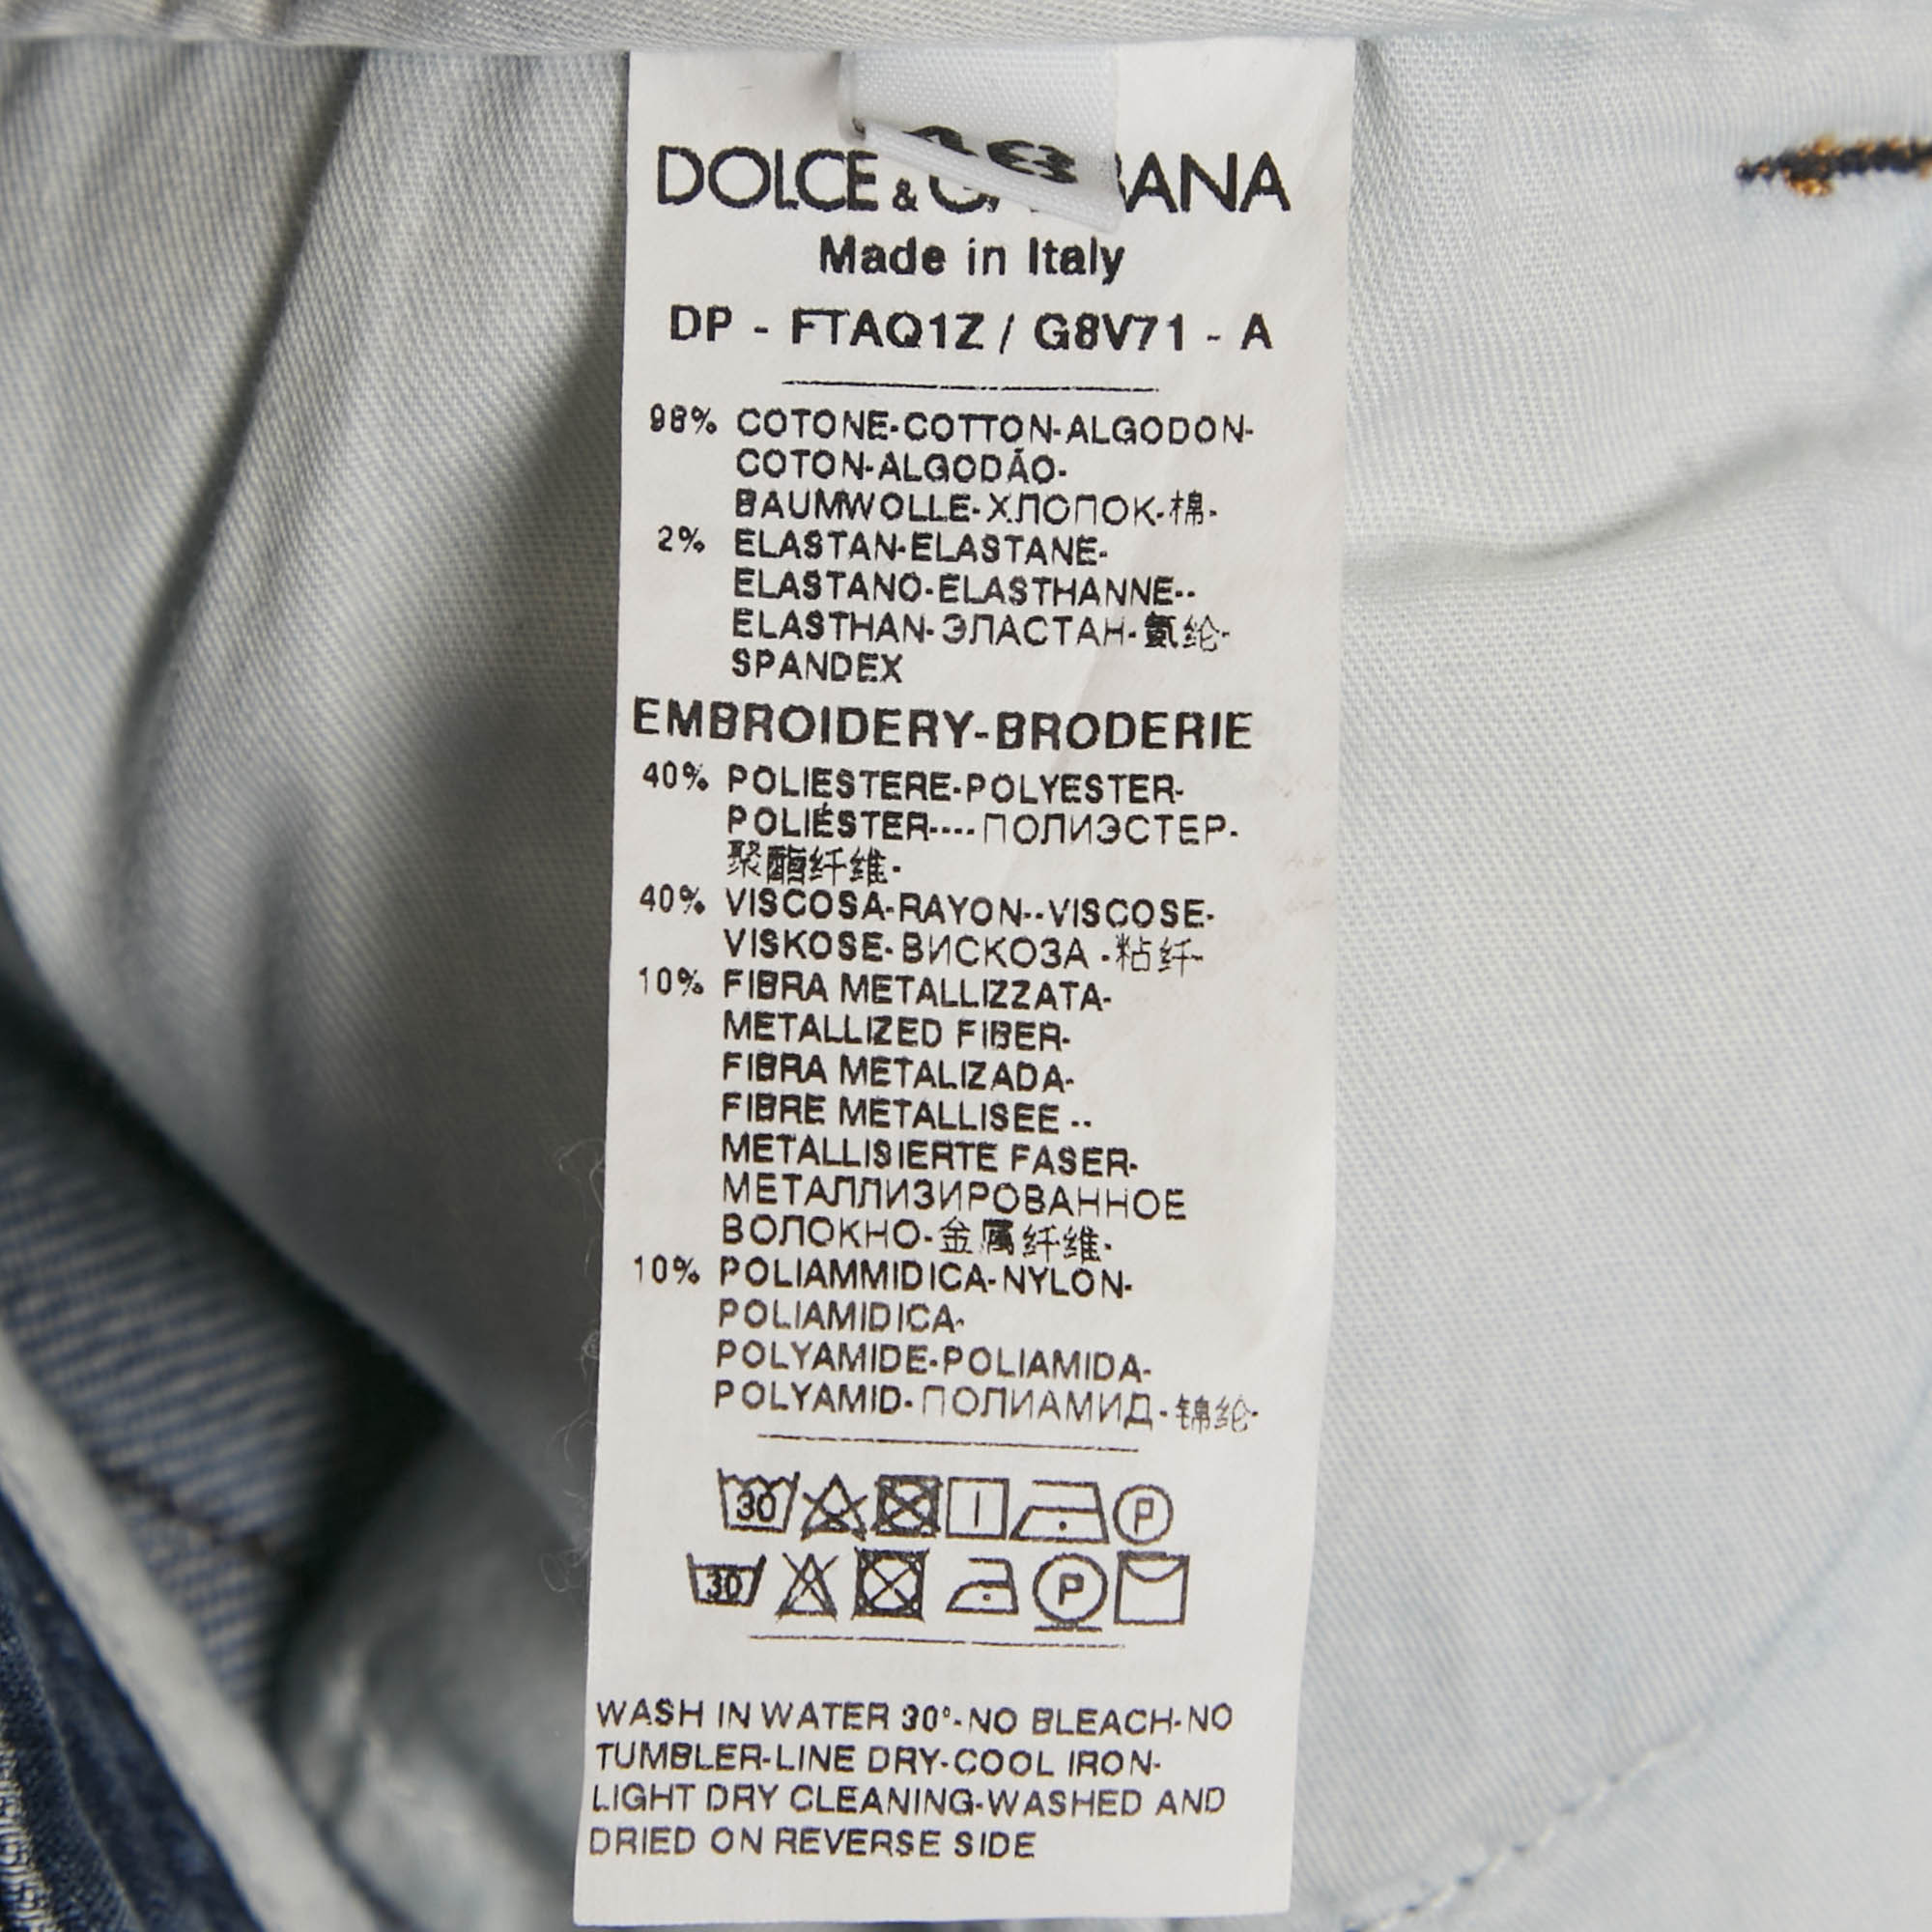 48
DOLCE &
Made in Italy
DP - FTAQ1Z / G8V71 - A
98% COTONE-COTTON-ALGODON-
COTON-ALGODÃO-
BAUMWOLLE-ХЛОПОК-棉-
2% ELASTAN-ELASTANE-
ELASTANO-ELASTHANNE--
ELASTHAN-ЭЛАСТАН-氨纶-
SPANDEX
EMBROIDERY-BRODERIE
40% POLIESTERE-POLYESTER-
POLIÉSTER----ПОЛИЭСТЕР-
聚酯纤维-
40% VISCOSA-RAYON--VISCOSE-
VISKOSE-ВИСКОЗА -粘纤-
10% FIBRA METALLIZZATA-
METALLIZED FIBER-
FIBRA METALIZADA-
FIBRE METALLISEE --
METALLISIERTE FASER-
МЕТАЛЛИЗИРОВАННОЕ
ВОЛОКНО-金属纤维-
10% POLIAMMIDICA-NYLON-
POLIAMIDICA-
POLYAMIDE-POLIAMIDA-
POLYAMID-ПОЛИАМИД-锦纶-
30 P
30 P
WASH IN WATER 30°-NO BLEACH-NO
TUMBLER-LINE DRY-COOL IRON-
LIGHT DRY CLEANING-WASHED AND
DRIED ON REVERSE SIDE